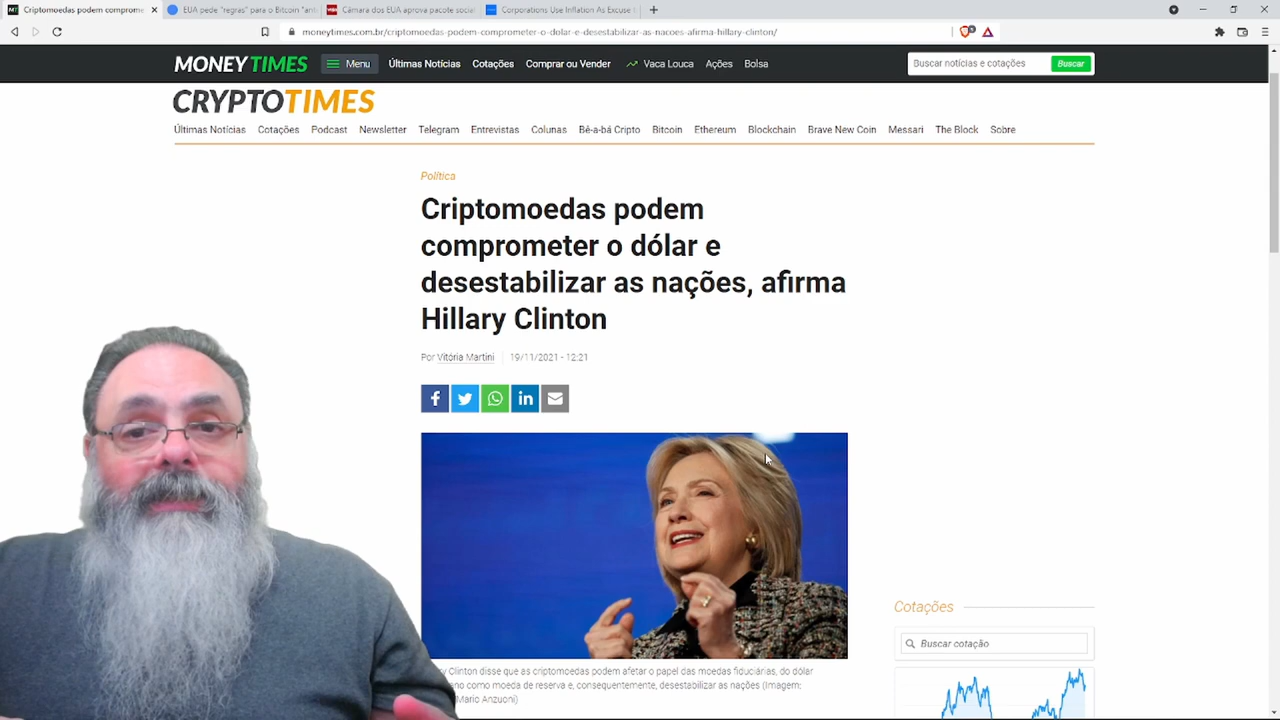 Criptomoedas podem comprome
EUA pede "regras" para o Bitcoin "ant
Câmara dos EUA aprova pacote socia
Corporations Use Inflation As Excuse t
moneytimes.com.br/criptomoedas-podem-comprometer-o-dolar-e-desestabilizar-as-nacoes-afirma-hillary-clinton/
MONEY TIMES
Menu
Últimas Notícias
Cotações
Comprar ou Vender
Vaca Louca
Ações
Bolsa
Buscar notícias e cotações
Buscar
CRYPTOTIMES
Últimas Notícias
Cotações
Podcast
Newsletter
Telegram
Entrevistas
Colunas
Bê-a-bá Cripto
Bitcoin
Ethereum
Blockchain
Brave New Coin
Messari
The Block
Sobre
Política
Criptomoedas podem
comprometer o dólar e
desestabilizar as nações, afirma
Hillary Clinton
Por Vitória Martini
19/11/2021 - 12:21
y Clinton disse que as criptomoedas podem afetar o papel das moedas fiduciárias, do dólar
ano como moeda de reserva e, consequentemente, desestabilizar as nações (Imagem:
Mario Anzuoni)
Cotações
Buscar cotação